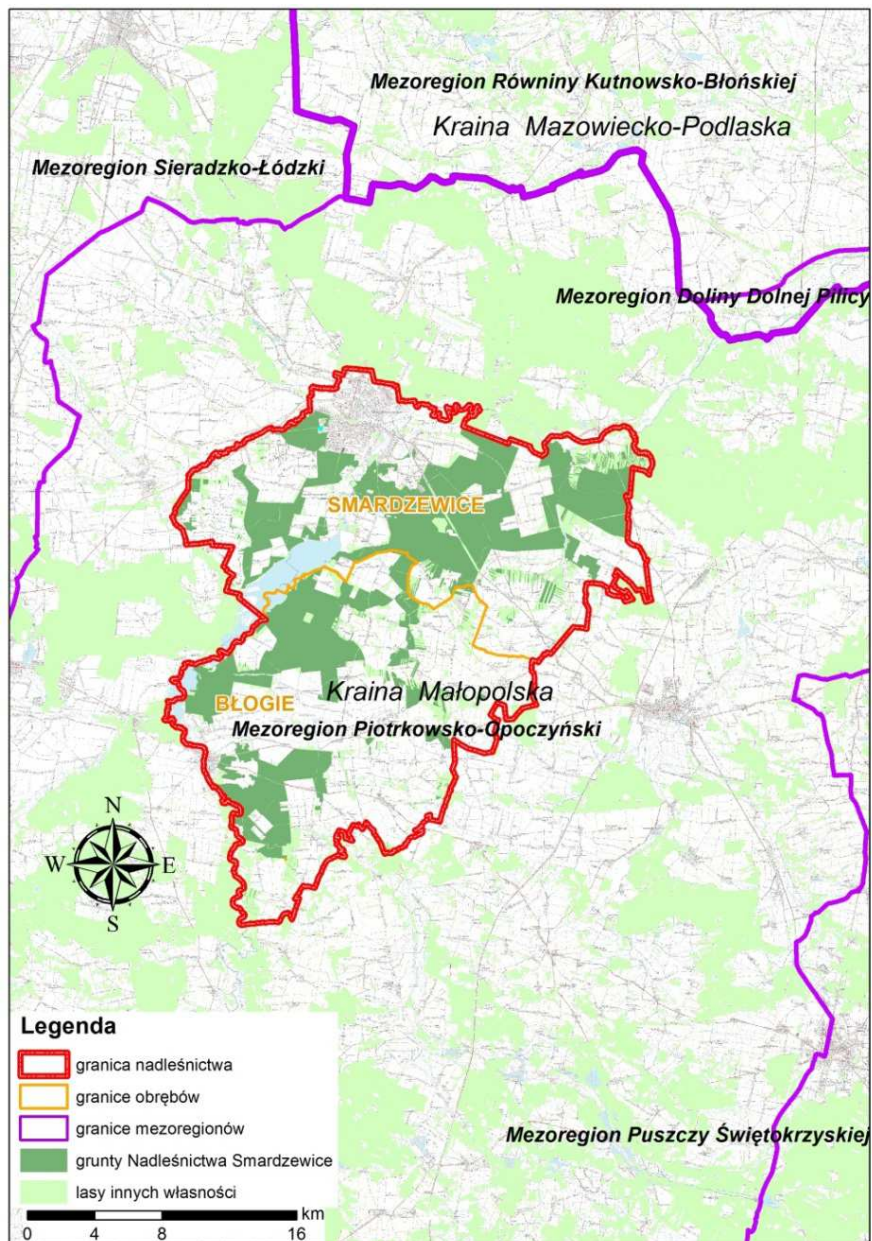 Mezoregion Równiny Kutnowsko-Błońskiej
Kraina Mazowiecko-Podlaska
Mezoregion Sieradzko-Łódzki
Mezoregion Doliny Dolnej Pilicy
SMARDZEWICE
BŁOGIE
Kraina Małopolska
Mezoregion Piotrkowsko-Opoczyński
N
W
E
S
Legenda
granica nadleśnictwa
granice obrębów
granice mezoregionów
grunty Nadleśnictwa Smardzewice
lasy innych własności
km
0 4 8 16
Mezoregion Puszczy Świętokrzyskiej